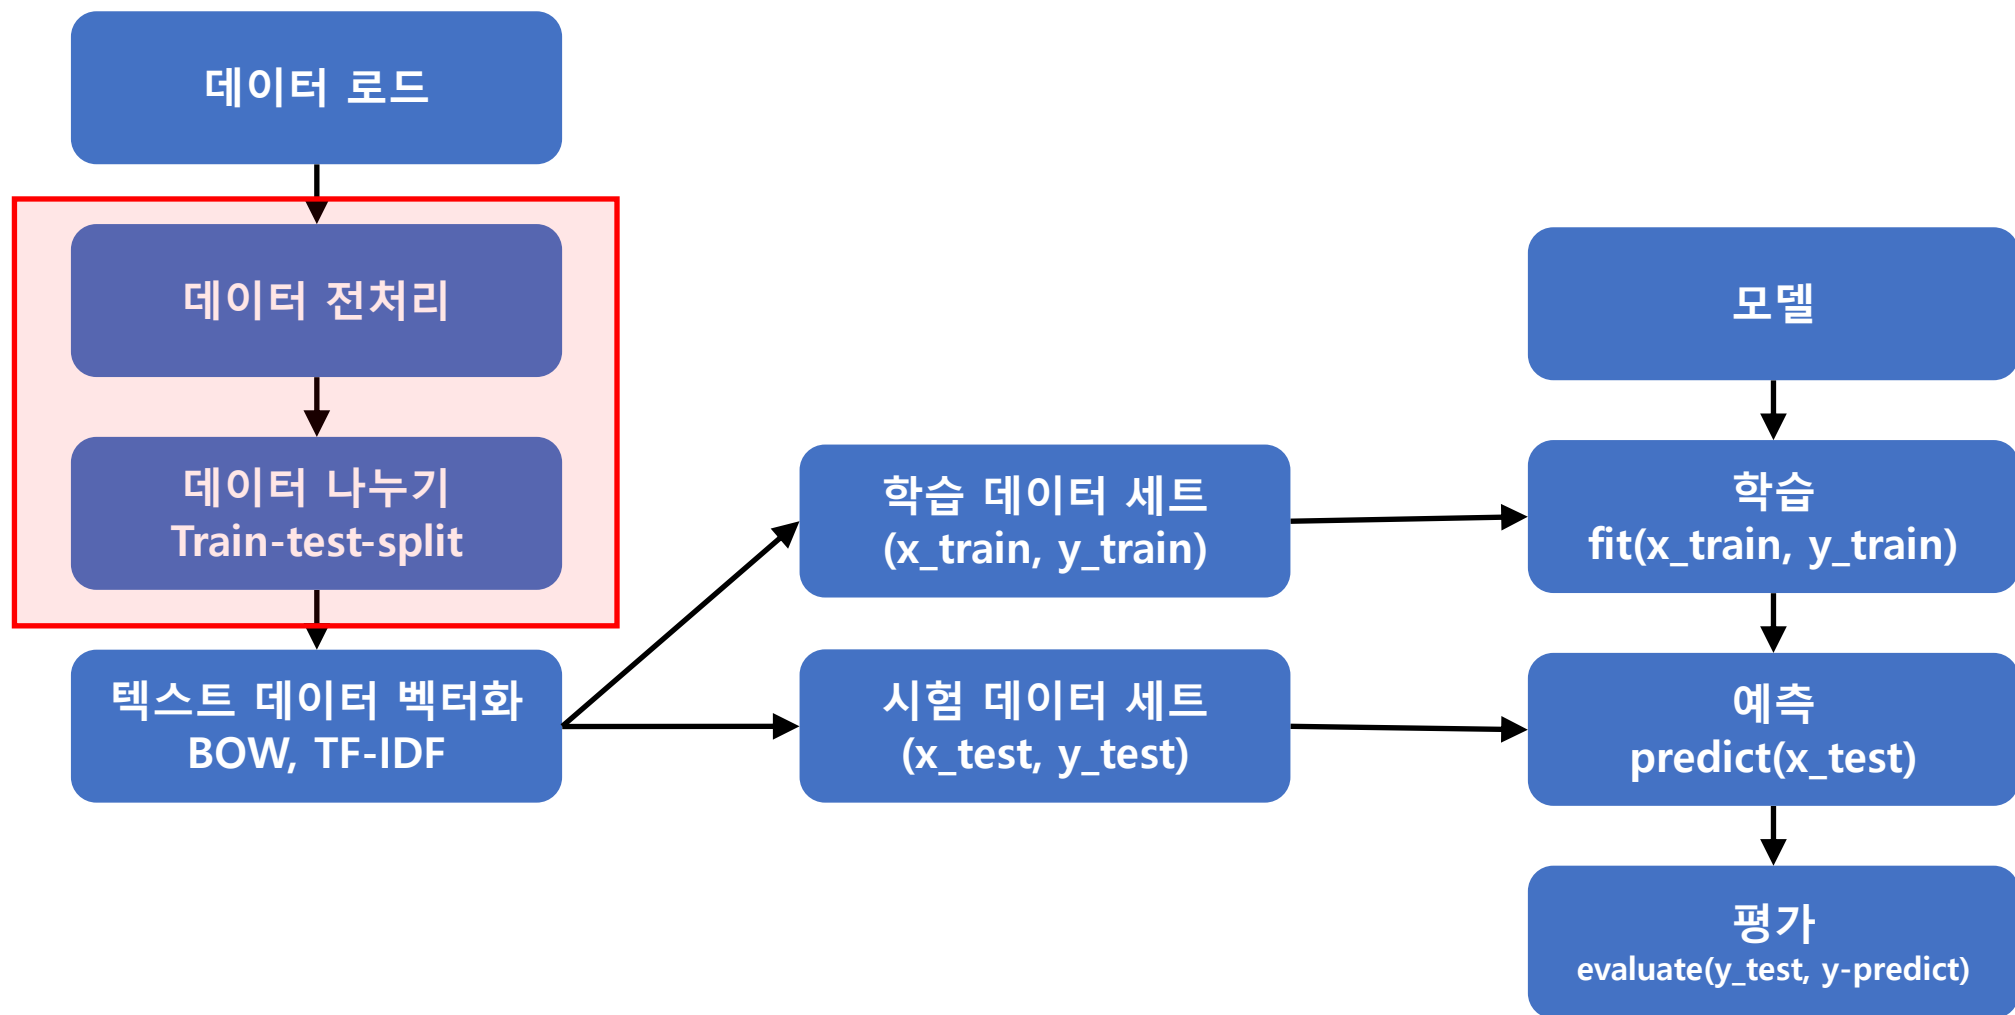 데이터 로드
데이터 전처리
데이터 나누기
Train-test-split
텍스트 데이터 벡터화
BOW, TF-IDF
학습 데이터 세트
(x_train, y_train)
시험 데이터 세트
(x_test, y_test)
모델
학습
fit(x_train, y_train)
예측
predict(x_test)
평가
evaluate(y_test, y-predict)